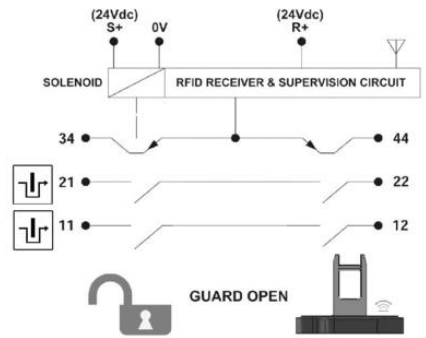 (24Vdc) (24Vdc)
S+ 0V R+
SOLENOID RFID RECEIVER & SUPERVISION CIRCUIT
34 44
21 22
11 12
GUARD OPEN